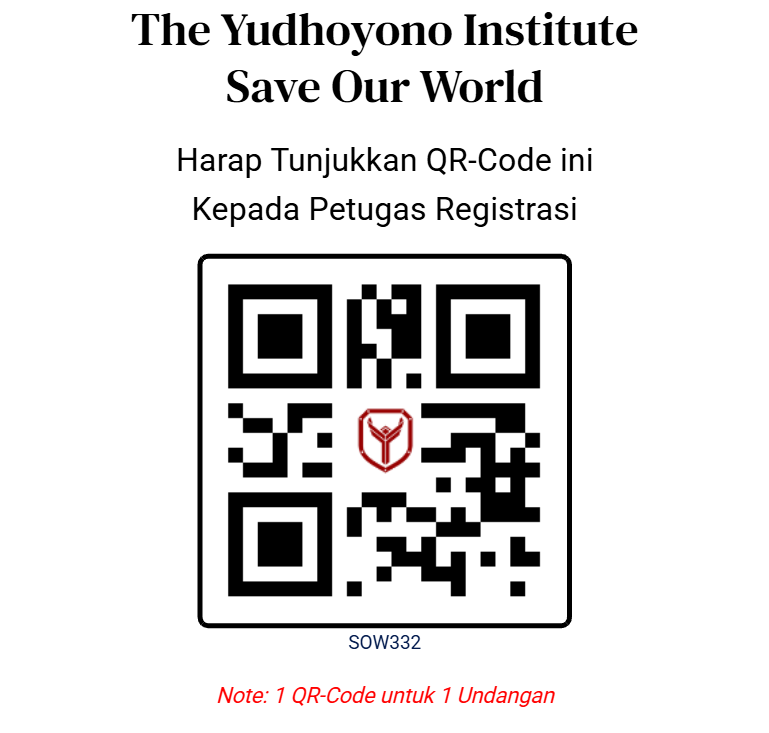 The Yudhoyono Institute
Save Our World
Harap Tunjukkan QR-Code ini
Kepada Petugas Registrasi
SOW332
Note: 1 QR-Code untuk 1 Undangan